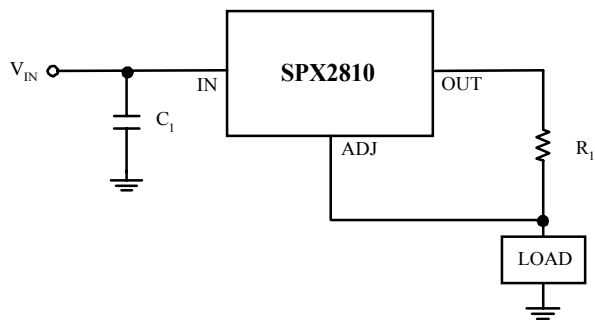 V_IN
IN
SPX2810
OUT
C_1
ADJ
R_1
LOAD